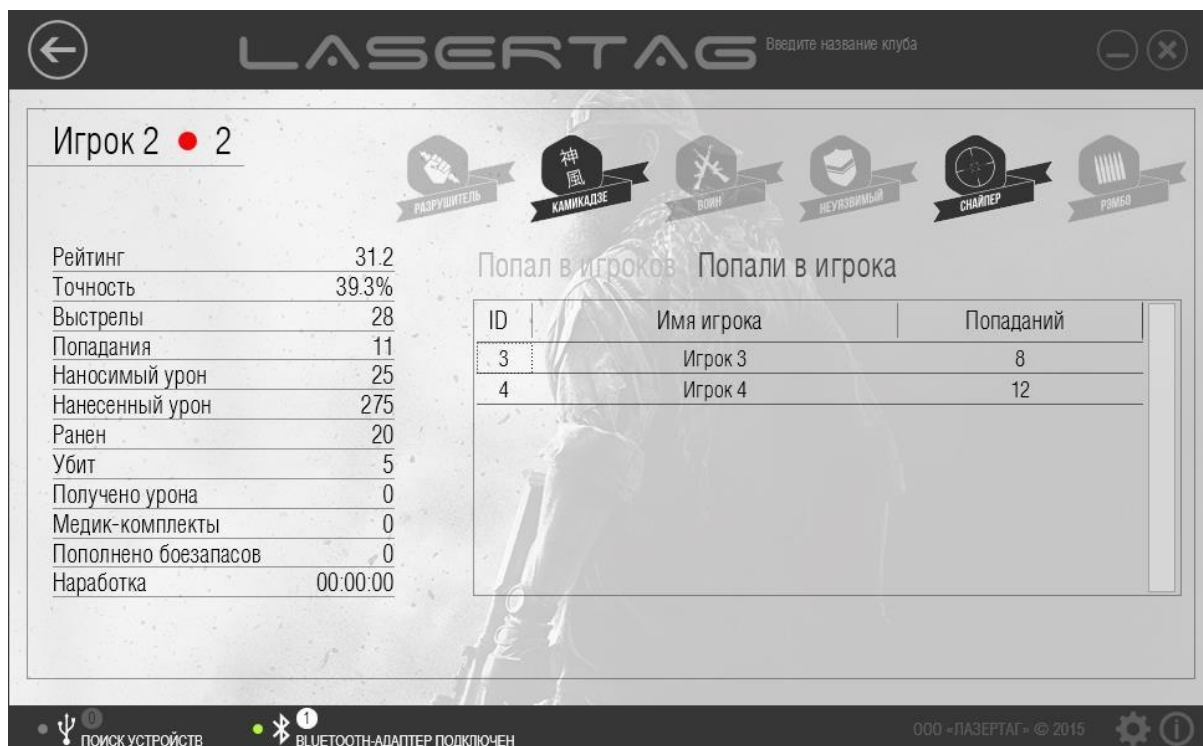 LASERTAG Введите название клуба
Игрок 2 2
РАЗРУШИТЕЛЬ
神風
КАМИКАДЗЕ
ВОИН
НЕУЯЗВИМЫЙ
СНАЙПЕР
РЭМБО
Рейтинг 31.2
Точность 39.3%
Выстрелы 28
Попадания 11
Наносимый урон 25
Нанесенный урон 275
Ранен 20
Убит 5
Получено урона 0
Медик-комплекты 0
Пополнено боезапасов 0
Наработка 00:00:00
Попал в игроков Попали в игрока
ID Имя игрока Попаданий
3 Игрок 3 8
4 Игрок 4 12
0
ПОИСК УСТРОЙСТВ
1
BLUETOOTH-АДАПТЕР ПОДКЛЮЧЕН
ООО «ЛАЗЕРТАГ» © 2015